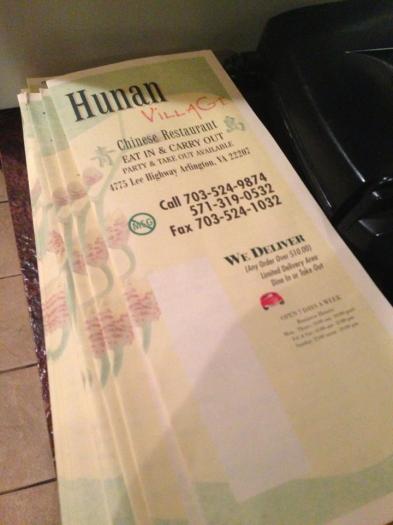 Hunan
VILLAGE
Chinese Restaurant
EAT IN & CARRY OUT
PARTY & TAKE OUT AVAILABLE
4775 Lee Highway Arlington, VA 22207
Call 703-524-9874
571-319-0532
Fax 703-524-1032
MSG
WE DELIVER
(Any Order Over $10.00)
Limited Delivery Area
Dine In or Take Out
OPEN 7 DAYS A WEEK
Business Hours: